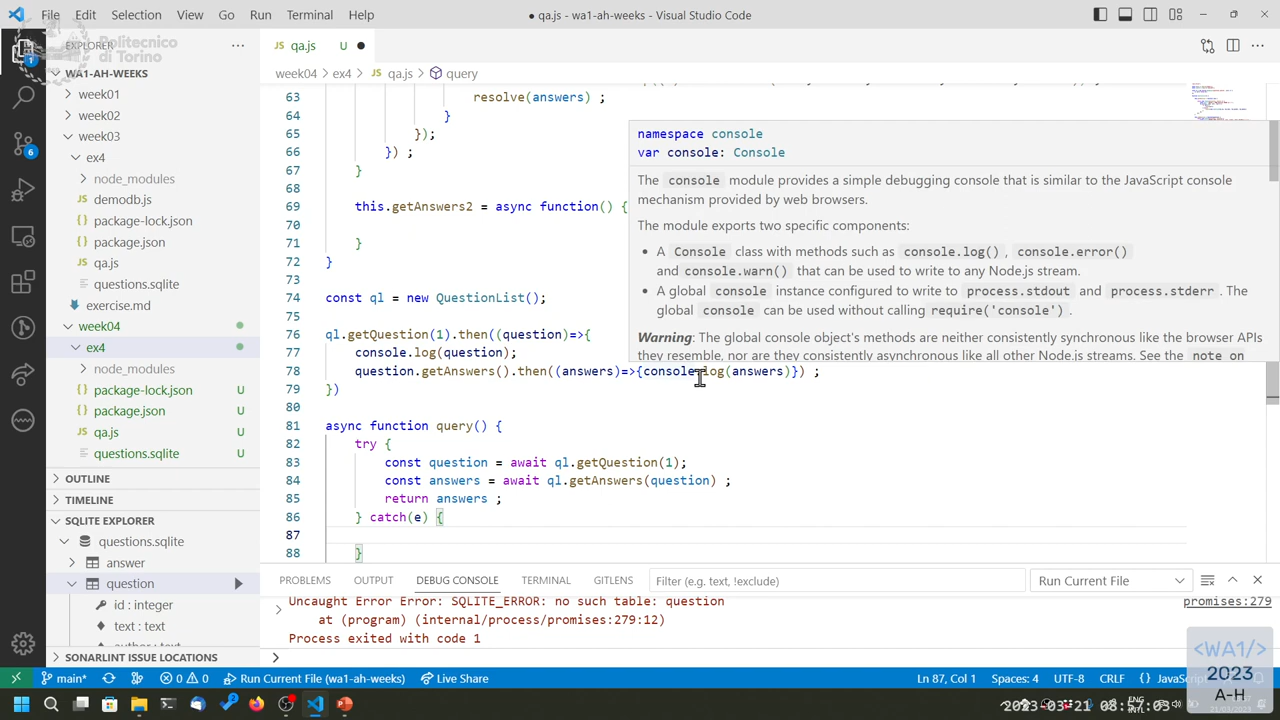 File Edit Selection View Go Run Terminal Help
● qa.js - wa1-ah-weeks - Visual Studio Code
Politecnico
di Torino
EXPLORER
WA1-AH-WEEKS
week01
week02
week03
ex4
node_modules
demodb.js
package-lock.json
package.json
qa.js
questions.sqlite
exercise.md
week04
ex4
node_modules
package-lock.json U
package.json U
qa.js U
questions.sqlite U
OUTLINE
TIMELINE
SQLITE EXPLORER
questions.sqlite
answer
question
id : integer
text : text
SONARLINT ISSUE LOCATIONS
qa.js U ●
week04 > ex4 > qa.js > query
63 resolve(answers) ;
64 }
65 });
66 }) ;
67 }
68
69 this.getAnswers2 = async function() {
70
71 }
72 }
73
74 const ql = new QuestionList();
75
76 ql.getQuestion(1).then((question)=>{
77 console.log(question);
78 question.getAnswers().then((answers)=>{console.log(answers)}) ;
79 })
80
81 async function query() {
82 try {
83 const question = await ql.getQuestion(1);
84 const answers = await ql.getAnswers(question) ;
85 return answers ;
86 } catch(e) {
87
88 }
namespace console
var console: Console
The console module provides a simple debugging console that is similar to the JavaScript console
mechanism provided by web browsers.
The module exports two specific components:
• A Console class with methods such as console.log() , console.error()
and console.warn() that can be used to write to any Node.js stream.
• A global console instance configured to write to process.stdout and process.stderr . The
global console can be used without calling require('console') .
Warning: The global console object's methods are neither consistently synchronous like the browser APIs
they resemble, nor are they consistently asynchronous like all other Node.js streams. See the note on
PROBLEMS OUTPUT DEBUG CONSOLE TERMINAL GITLENS Filter (e.g. text, !exclude) Run Current File
Uncaught Error Error: SQLITE_ERROR: no such table: question promises:279
at (program) (internal/process/promises:279:12)
Process exited with code 1
main* 0 0 Run Current File (wa1-ah-weeks) Live Share Ln 87, Col 1 Spaces: 4 UTF-8 CRLF { }
<WA1/>
2023
A-H
ENG